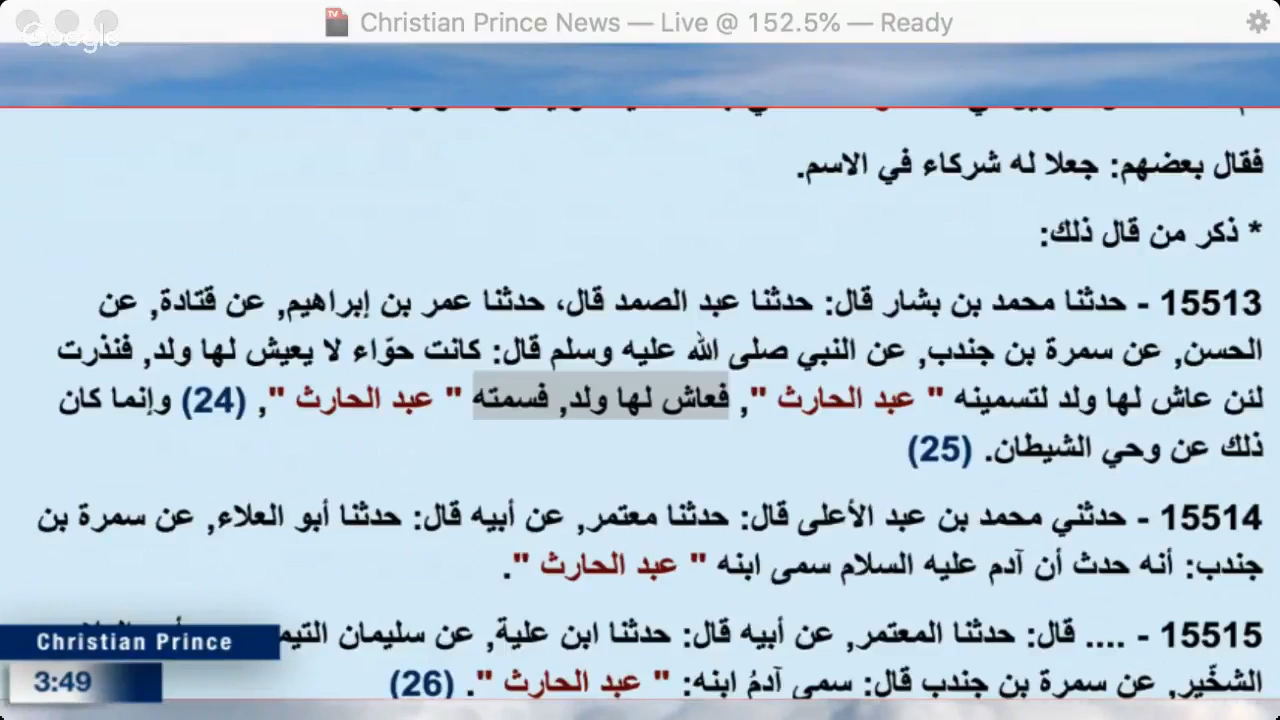 Christian Prince News — Live @ 152.5% — Ready
Google
فقال بعضهم: جعلا له شركاء في الاسم.
* ذكر من قال ذلك:
15513 - حدثنا محمد بن بشار قال: حدثنا عبد الصمد قال، حدثنا عمر بن إبراهيم, عن قتادة, عن
الحسن, عن سمرة بن جندب, عن النبي صلى الله عليه وسلم قال: كانت حوّاء لا يعيش لها ولد, فنذرت
لئن عاش لها ولد لتسمينه " عبد الحارث ", فعاش لها ولد, فسمته " عبد الحارث ", (24) وإنما كان
ذلك عن وحي الشيطان. (25)
15514 - حدثني محمد بن عبد الأعلى قال: حدثنا معتمر, عن أبيه قال: حدثنا أبو العلاء, عن سمرة بن
جندب: أنه حدث أن آدم عليه السلام سمى ابنه " عبد الحارث ".
15515 - .... قال: حدثنا المعتمر, عن أبيه قال: حدثنا ابن علية, عن سليمان
الشخّير, عن سمرة بن جندب قال: سمى آدمُ ابنه: " عبد الحارث ". (26)
Christian Prince
3:49